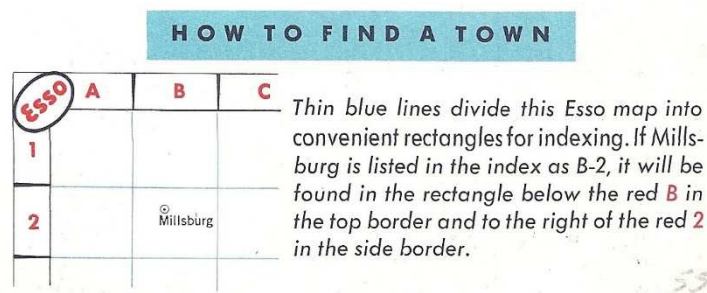 HOW TO FIND A TOWN
Esso
A B C
1
2
Millsburg
Thin blue lines divide this Esso map into
convenient rectangles for indexing. If Mills-
burg is listed in the index as B-2, it will be
found in the rectangle below the red B in
the top border and to the right of the red 2
in the side border.